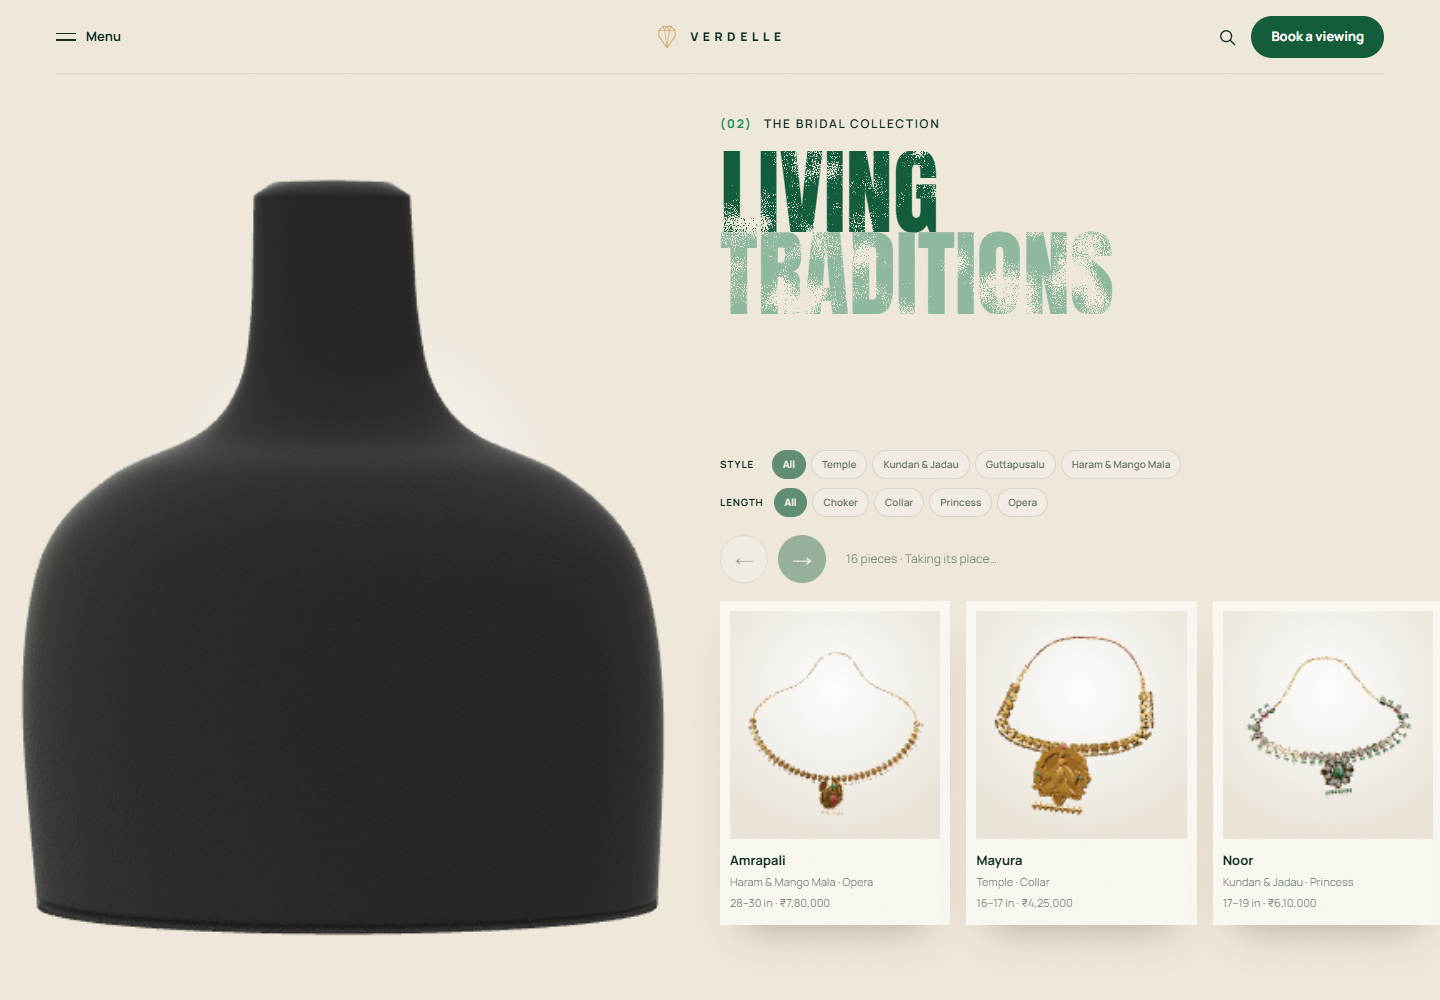 Menu
VERDELLE
Book a viewing
(02) THE BRIDAL COLLECTION
LIVING
TRADITIONS
STYLE All Temple Kundan & Jadau Guttapusalu Haram & Mango Mala
LENGTH All Choker Collar Princess Opera
← → 16 pieces · Taking its place…
Amrapali
Haram & Mango Mala · Opera
28–30 in · ₹7,80,000
Mayura
Temple · Collar
16–17 in · ₹4,25,000
Noor
Kundan & Jadau · Princess
17–19 in · ₹6,10,000